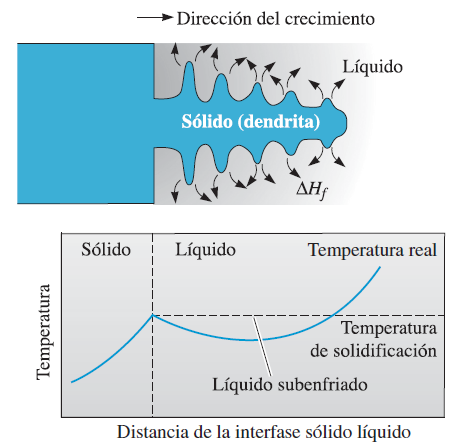 Dirección del crecimiento
Líquido
Sólido (dendrita)
ΔHf
Sólido
Líquido
Temperatura real
Temperatura
Temperatura
de solidificación
Líquido subenfriado
Distancia de la interfase sólido líquido